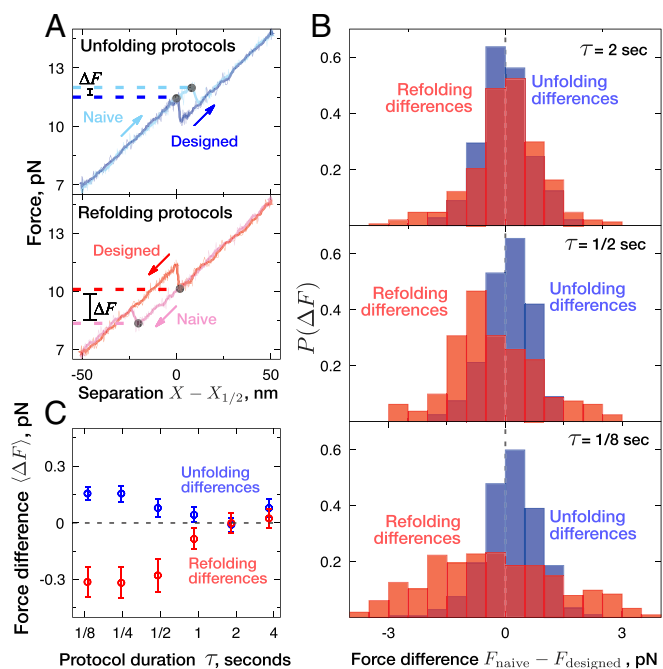 A
Unfolding protocols
ΔF
Naive
Designed
15
13
11
9
7
Force, pN
Refolding protocols
Designed
ΔF
Naive
13
10
7
-50
-25
0
25
50
Separation X − X1/2, nm
B
τ = 2 sec
Refolding
differences
Unfolding
differences
0.6
0.4
0.2
τ = 1/2 sec
Refolding
differences
Unfolding
differences
0.6
0.4
0.2
P(ΔF)
τ = 1/8 sec
Refolding
differences
Unfolding
differences
0.6
0.4
0.2
-3
0
3
Force difference Fnaive − Fdesigned, pN
C
Unfolding
differences
Refolding
differences
0.3
0
-0.3
Force difference ⟨ΔF⟩, pN
1/8
1/4
1/2
1
2
4
Protocol duration τ, seconds